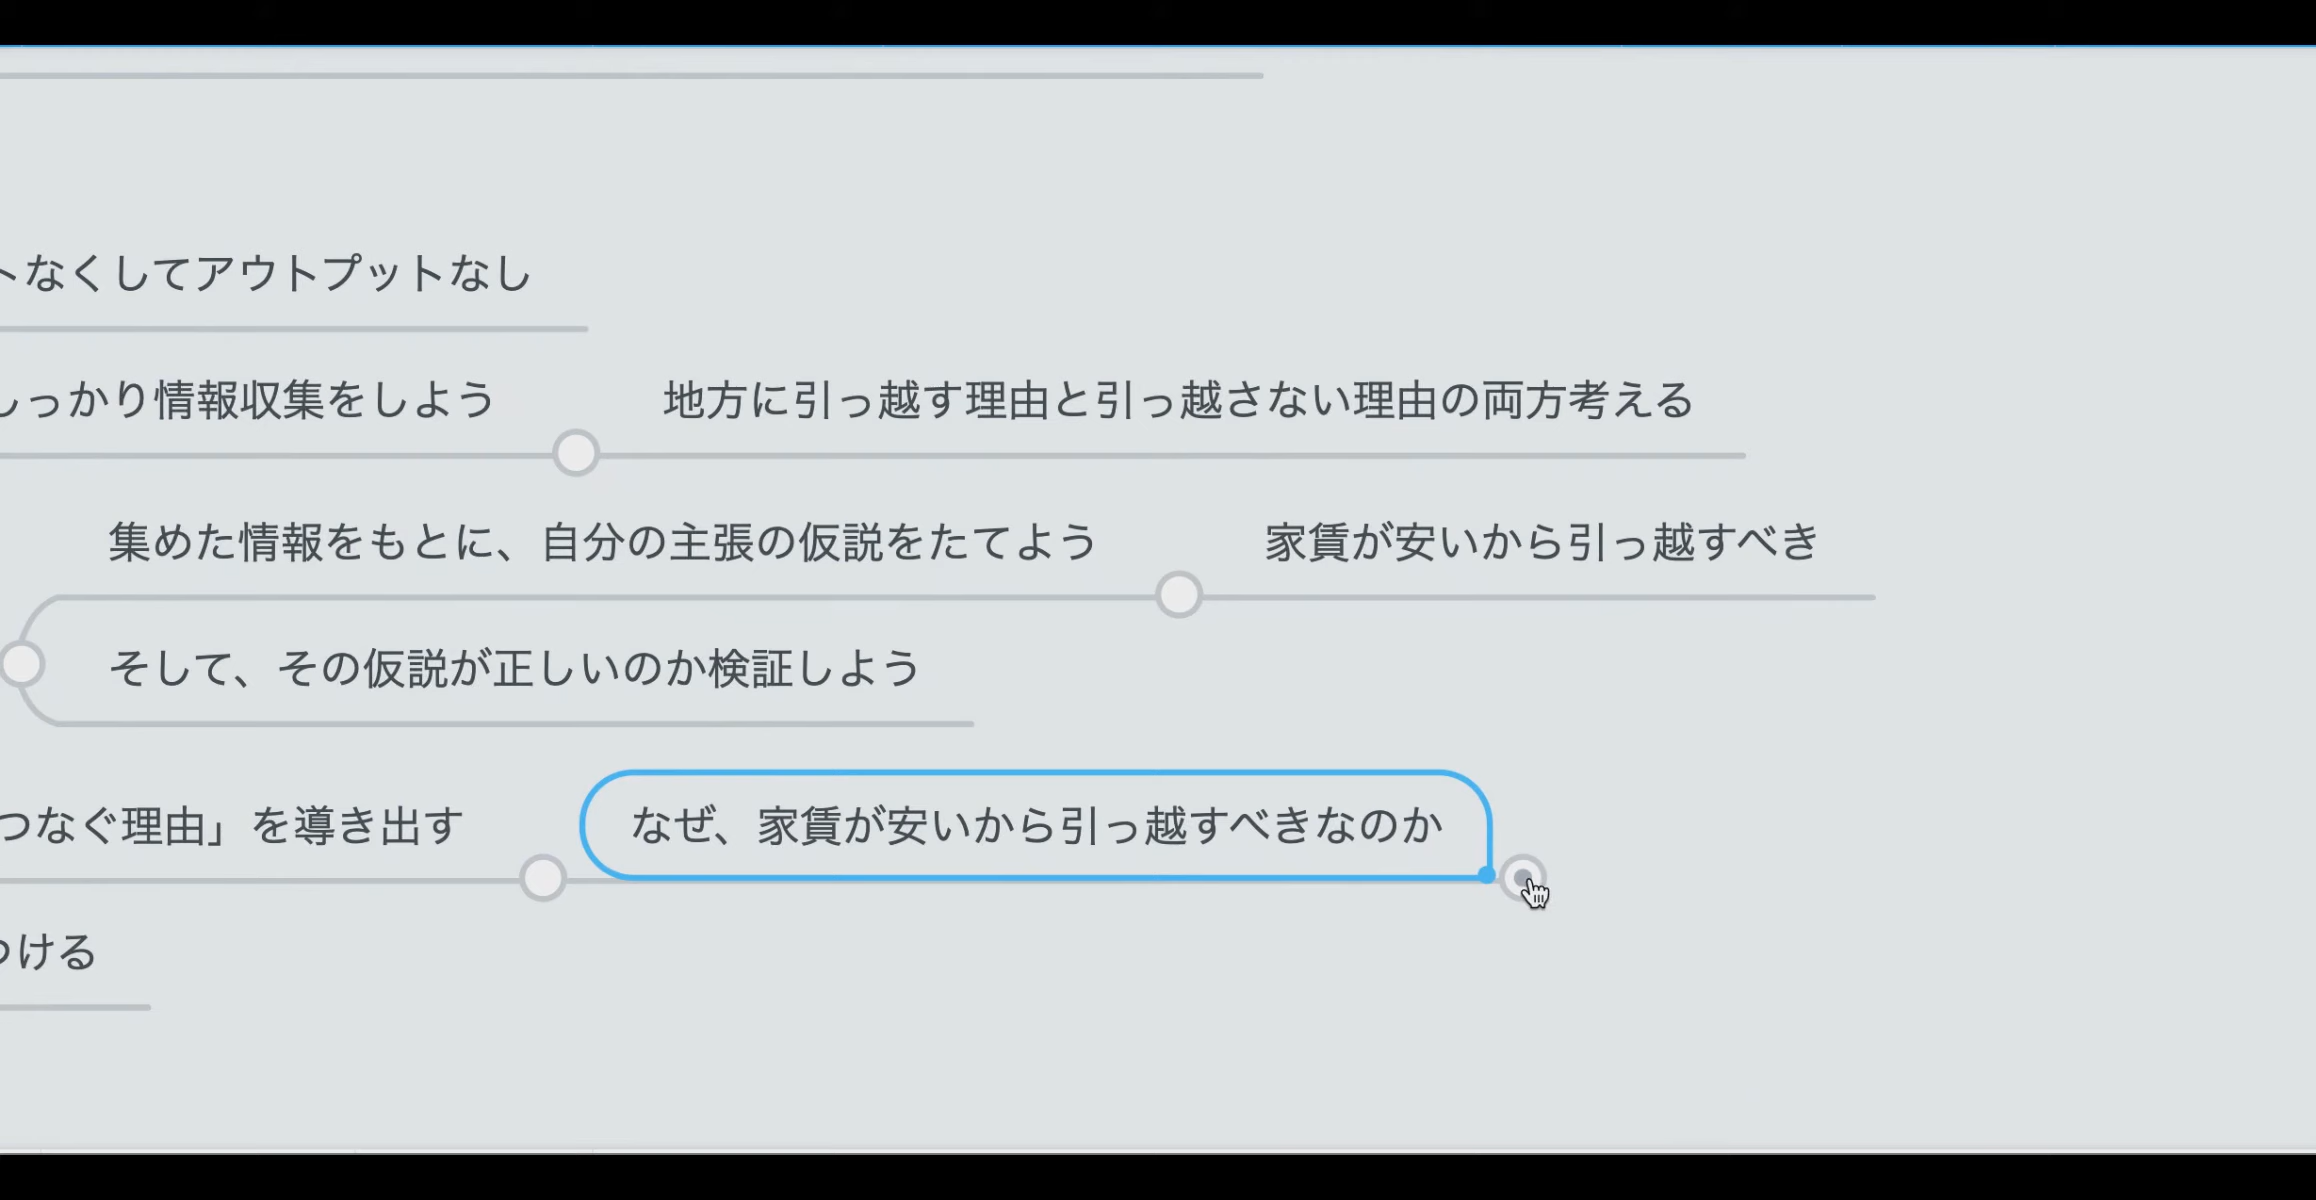 トなくしてアウトプットなし
しっかり情報収集をしよう
地方に引っ越す理由と引っ越さない理由の両方考える
集めた情報をもとに、自分の主張の仮説をたてよう
家賃が安いから引っ越すべき
そして、その仮説が正しいのか検証しよう
つなぐ理由」を導き出す
なぜ、家賃が安いから引っ越すべきなのか
つける